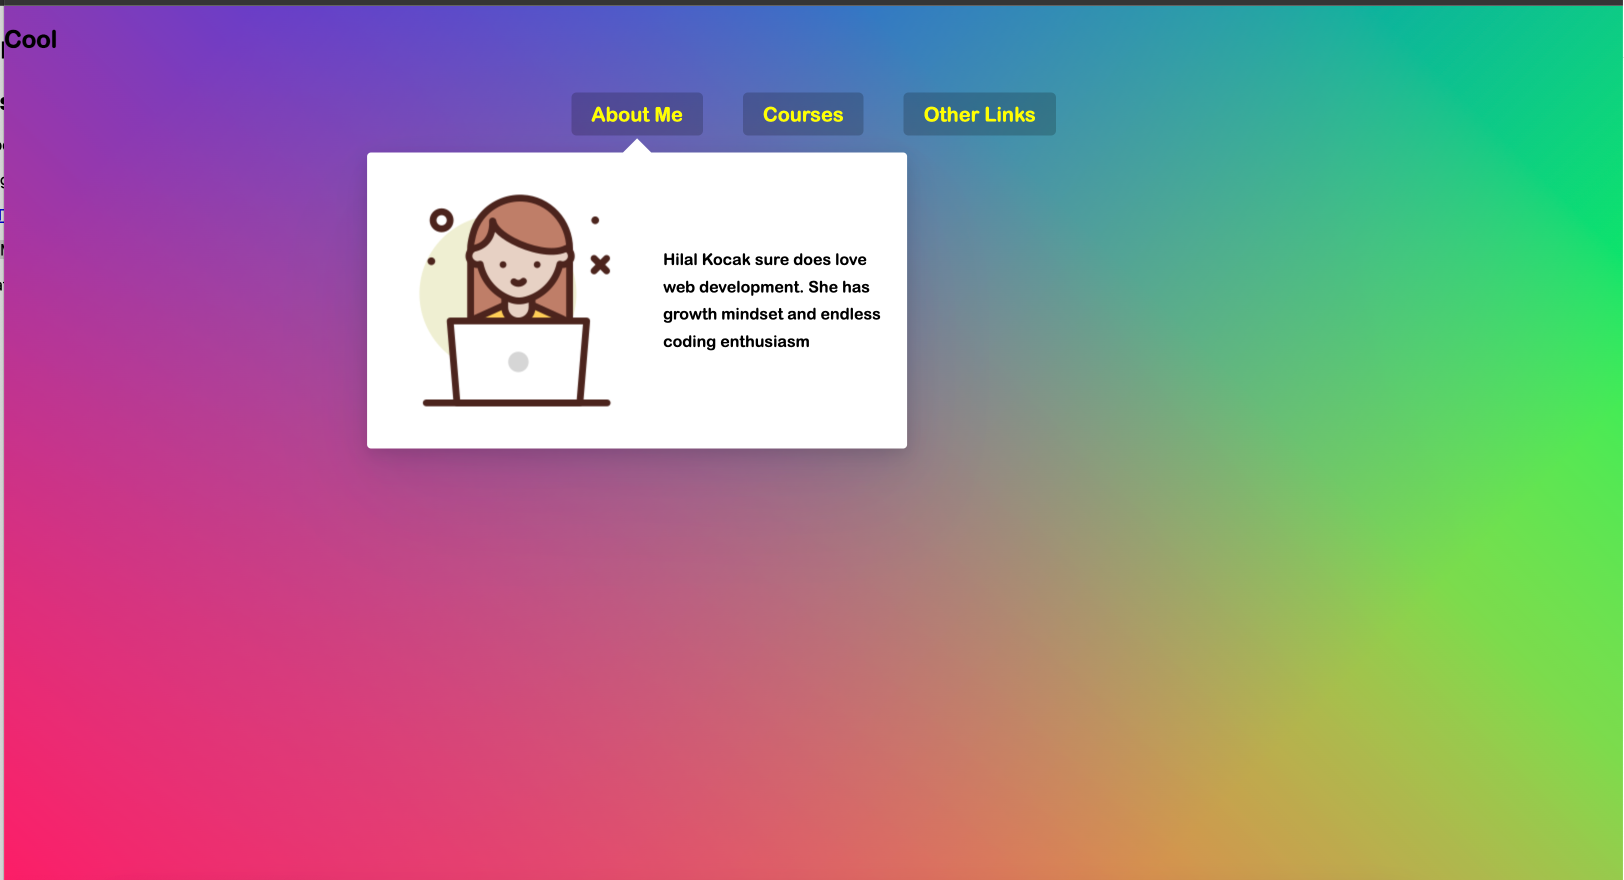 Cool
About Me
Courses
Other Links
Hilal Kocak sure does love
web development. She has
growth mindset and endless
coding enthusiasm